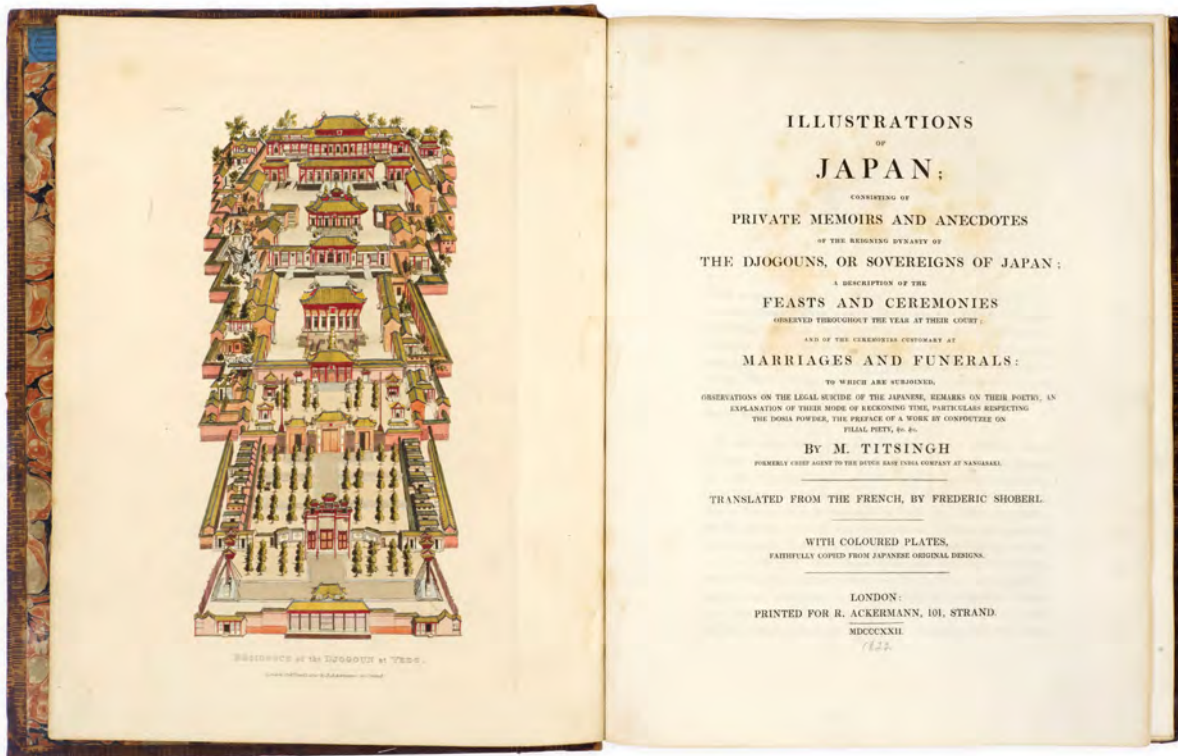 RESIDENCE of the DJOGOUN at YEDO.
ILLUSTRATIONS
OF
JAPAN;
CONSISTING OF
PRIVATE MEMOIRS AND ANECDOTES
OF THE REIGNING DYNASTY OF
THE DJOGOUNS, OR SOVEREIGNS OF JAPAN;
A DESCRIPTION OF THE
FEASTS AND CEREMONIES
OBSERVED THROUGHOUT THE YEAR AT THEIR COURT;
AND OF THE CEREMONIES CUSTOMARY AT
MARRIAGES AND FUNERALS:
TO WHICH ARE SUBJOINED,
OBSERVATIONS ON THE LEGAL SUICIDE OF THE JAPANESE, REMARKS ON THEIR POETRY, AN
EXPLANATION OF THEIR MODE OF RECKONING TIME, PARTICULARS RESPECTING
THE DOSIA POWDER, THE PREFACE OF A WORK BY CONFOUTZEE ON
FILIAL PIETY, &c. &c.
BY M. TITSINGH
FORMERLY CHIEF AGENT TO THE DUTCH EAST INDIA COMPANY AT NANGASAKI.
TRANSLATED FROM THE FRENCH, BY FREDERIC SHOBERL.
WITH COLOURED PLATES,
FAITHFULLY COPIED FROM JAPANESE ORIGINAL DESIGNS.
LONDON:
PRINTED FOR R. ACKERMANN, 101, STRAND.
MDCCCXXII.
1822